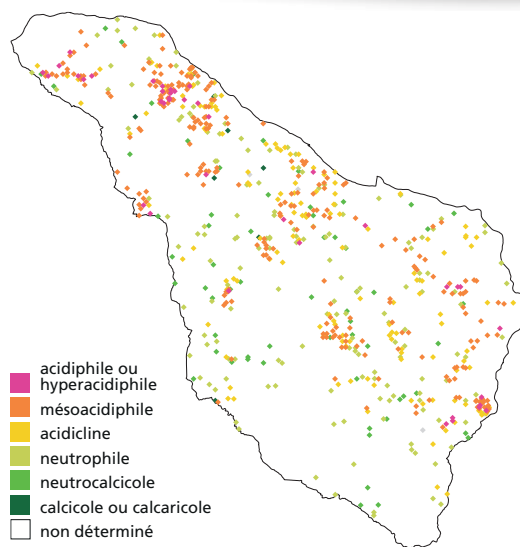 acidiphile ou
hyperacidiphile
mésoacidiphile
acidicline
neutrophile
neutrocalcicole
calcicole ou calcaricole
non déterminé